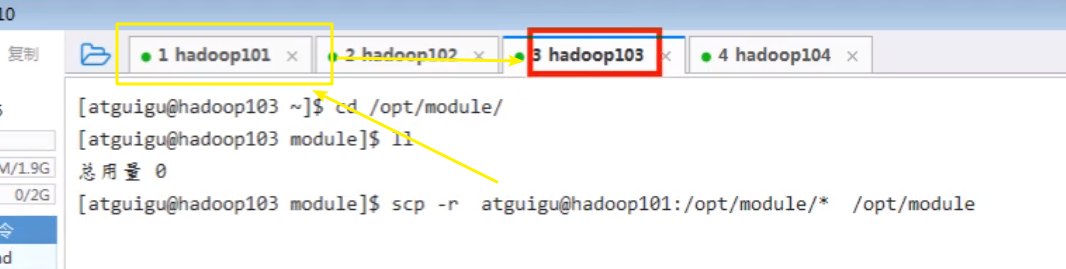 10
复制
1 hadoop101
2 hadoop102
3 hadoop103
4 hadoop104
[atguigu@hadoop103 ~]$ cd /opt/module/
[atguigu@hadoop103 module]$ ll
总用量 0
[atguigu@hadoop103 module]$ scp -r  atguigu@hadoop101:/opt/module/*  /opt/module
M/1.9G
0/2G
令